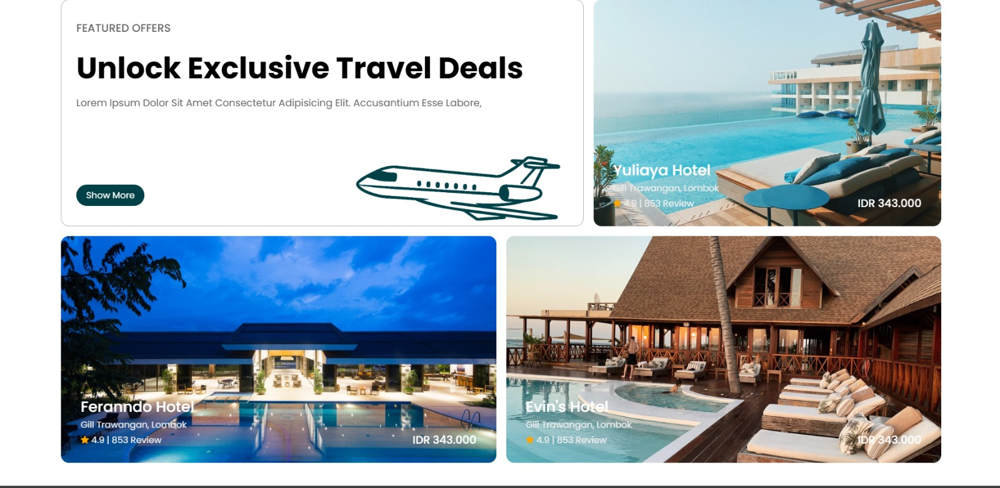 FEATURED OFFERS
Unlock Exclusive Travel Deals
Lorem Ipsum Dolor Sit Amet Consectetur Adipisicing Elit. Accusantium Esse Labore,
Show More
Yuliaya Hotel
Gill Trawangan, Lombok
4.9 | 853 Review
IDR 343.000
Feranndo Hotel
Gill Trawangan, Lombok
4.9 | 853 Review
IDR 343.000
Evin's Hotel
Gill Trawangan, Lombok
4.9 | 853 Review
IDR 343.000